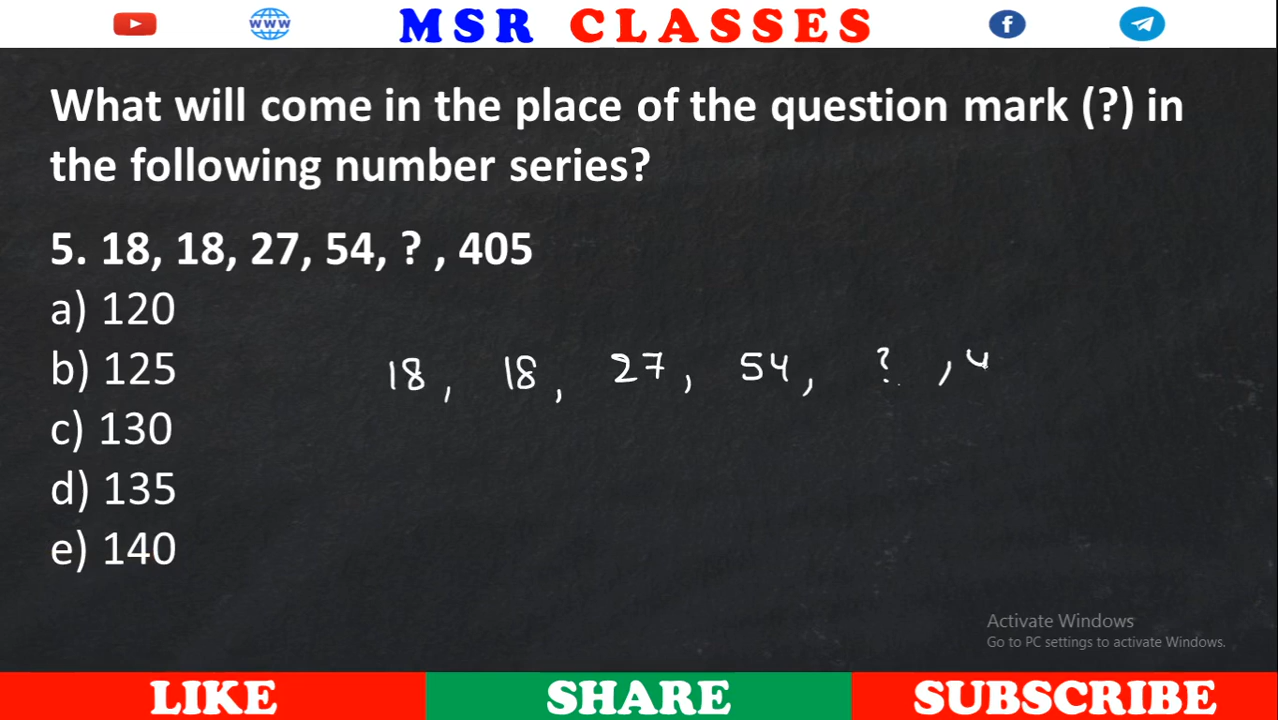 www MSR CLASSES f
What will come in the place of the question mark (?) in
the following number series?
5. 18, 18, 27, 54, ? , 405
a) 120
b) 125
18, 18, 27, 54, ? , 4
c) 130
d) 135
e) 140
Activate Windows
Go to PC settings to activate Windows.
LIKE SHARE SUBSCRIBE